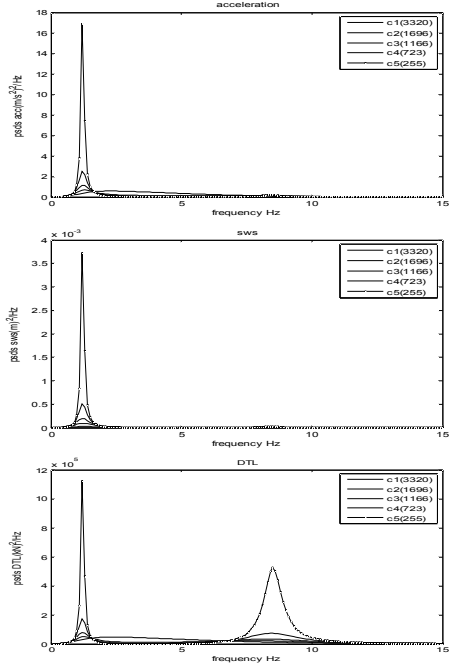 acceleration
psds acc(m/s²)²/Hz
18
16
14
12
10
8
6
4
2
0
c1(3320)
c2(1696)
c3(1166)
c4(723)
c5(255)
0 5 10 15
frequency Hz
sws
x 10⁻³
psds sws(m)²/Hz
4
3.5
3
2.5
2
1.5
1
0.5
0
c1(3320)
c2(1696)
c3(1166)
c4(723)
c5(255)
0 5 10 15
frequency Hz
DTL
x 10⁵
psds DTL(kN)²/Hz
12
10
8
6
4
2
0
c1(3320)
c2(1696)
c3(1166)
c4(723)
c5(255)
0 5 10 15
frequency Hz